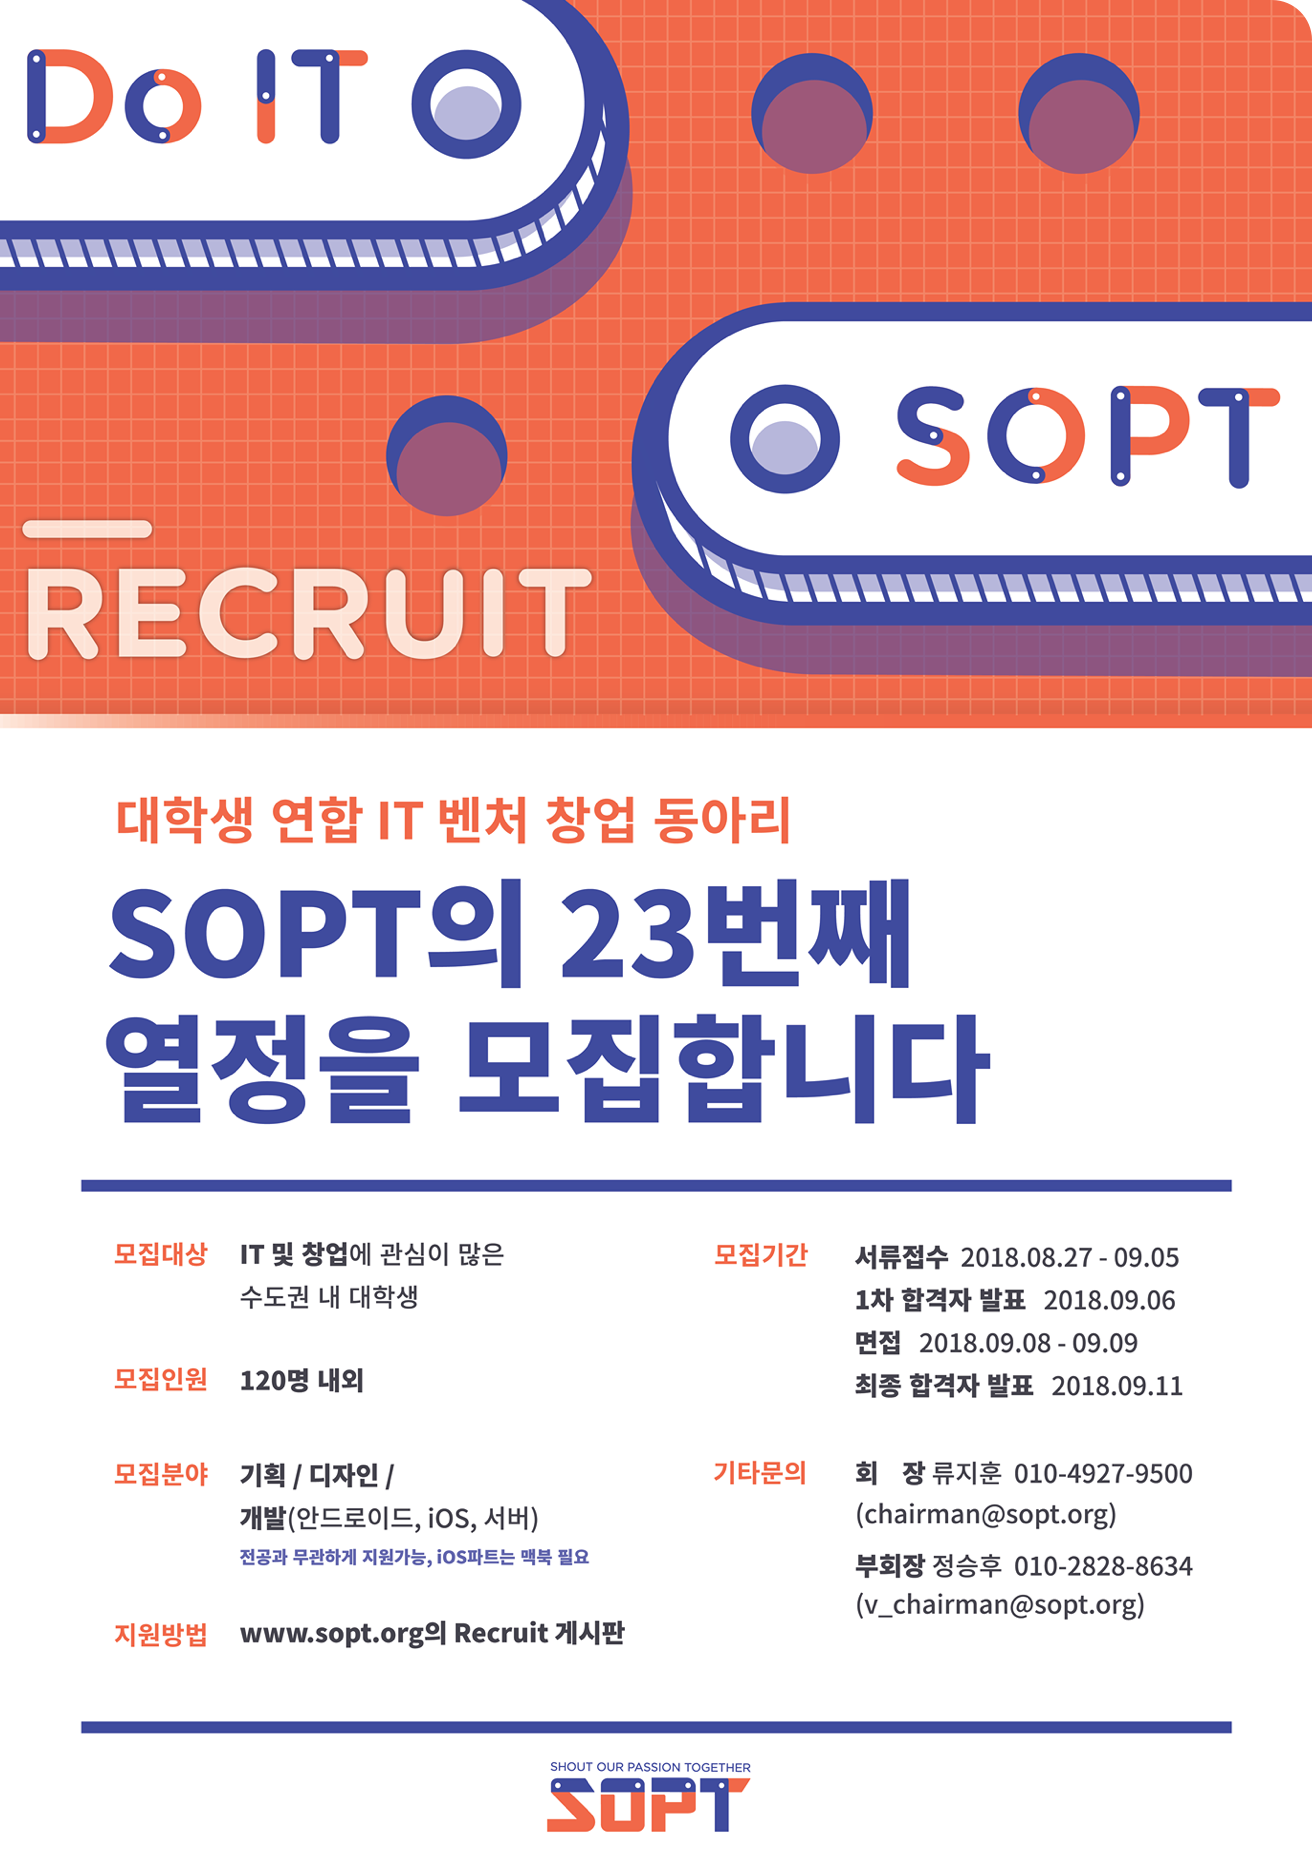 Do IT
SOPT
RECRUIT
대학생 연합 IT 벤처 창업 동아리
SOPT의 23번째
열정을 모집합니다
모집대상 IT 및 창업에 관심이 많은
수도권 내 대학생
모집인원 120명 내외
모집분야 기획 / 디자인 /
개발(안드로이드, iOS, 서버)
전공과 무관하게 지원가능, iOS파트는 맥북 필요
지원방법 www.sopt.org의 Recruit 게시판
모집기간 서류접수 2018.08.27 - 09.05
1차 합격자 발표 2018.09.06
면접 2018.09.08 - 09.09
최종 합격자 발표 2018.09.11
기타문의 회 장 류지훈 010-4927-9500
(chairman@sopt.org)
부회장 정승후 010-2828-8634
(v_chairman@sopt.org)
SHOUT OUR PASSION TOGETHER
SOPT